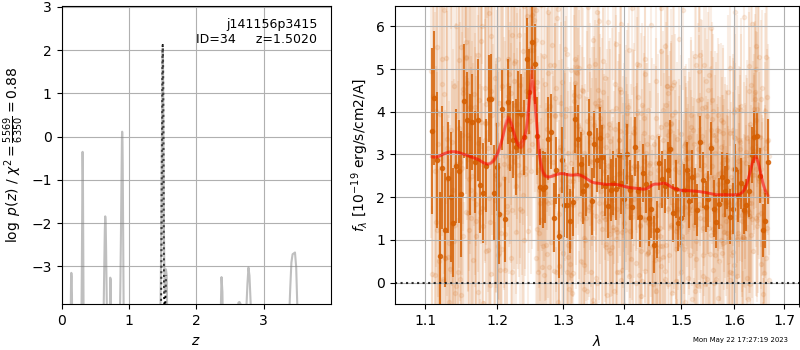 j141156p3415
ID=34 z=1.5020
log p(z) / χ² = 5569/6350 = 0.88
3
2
1
0
−1
−2
−3
0 1 2 3
z
fλ [10⁻¹⁹ erg/s/cm2/A]
6
5
4
3
2
1
0
1.1 1.2 1.3 1.4 1.5 1.6 1.7
λ
Mon May 22 17:27:19 2023